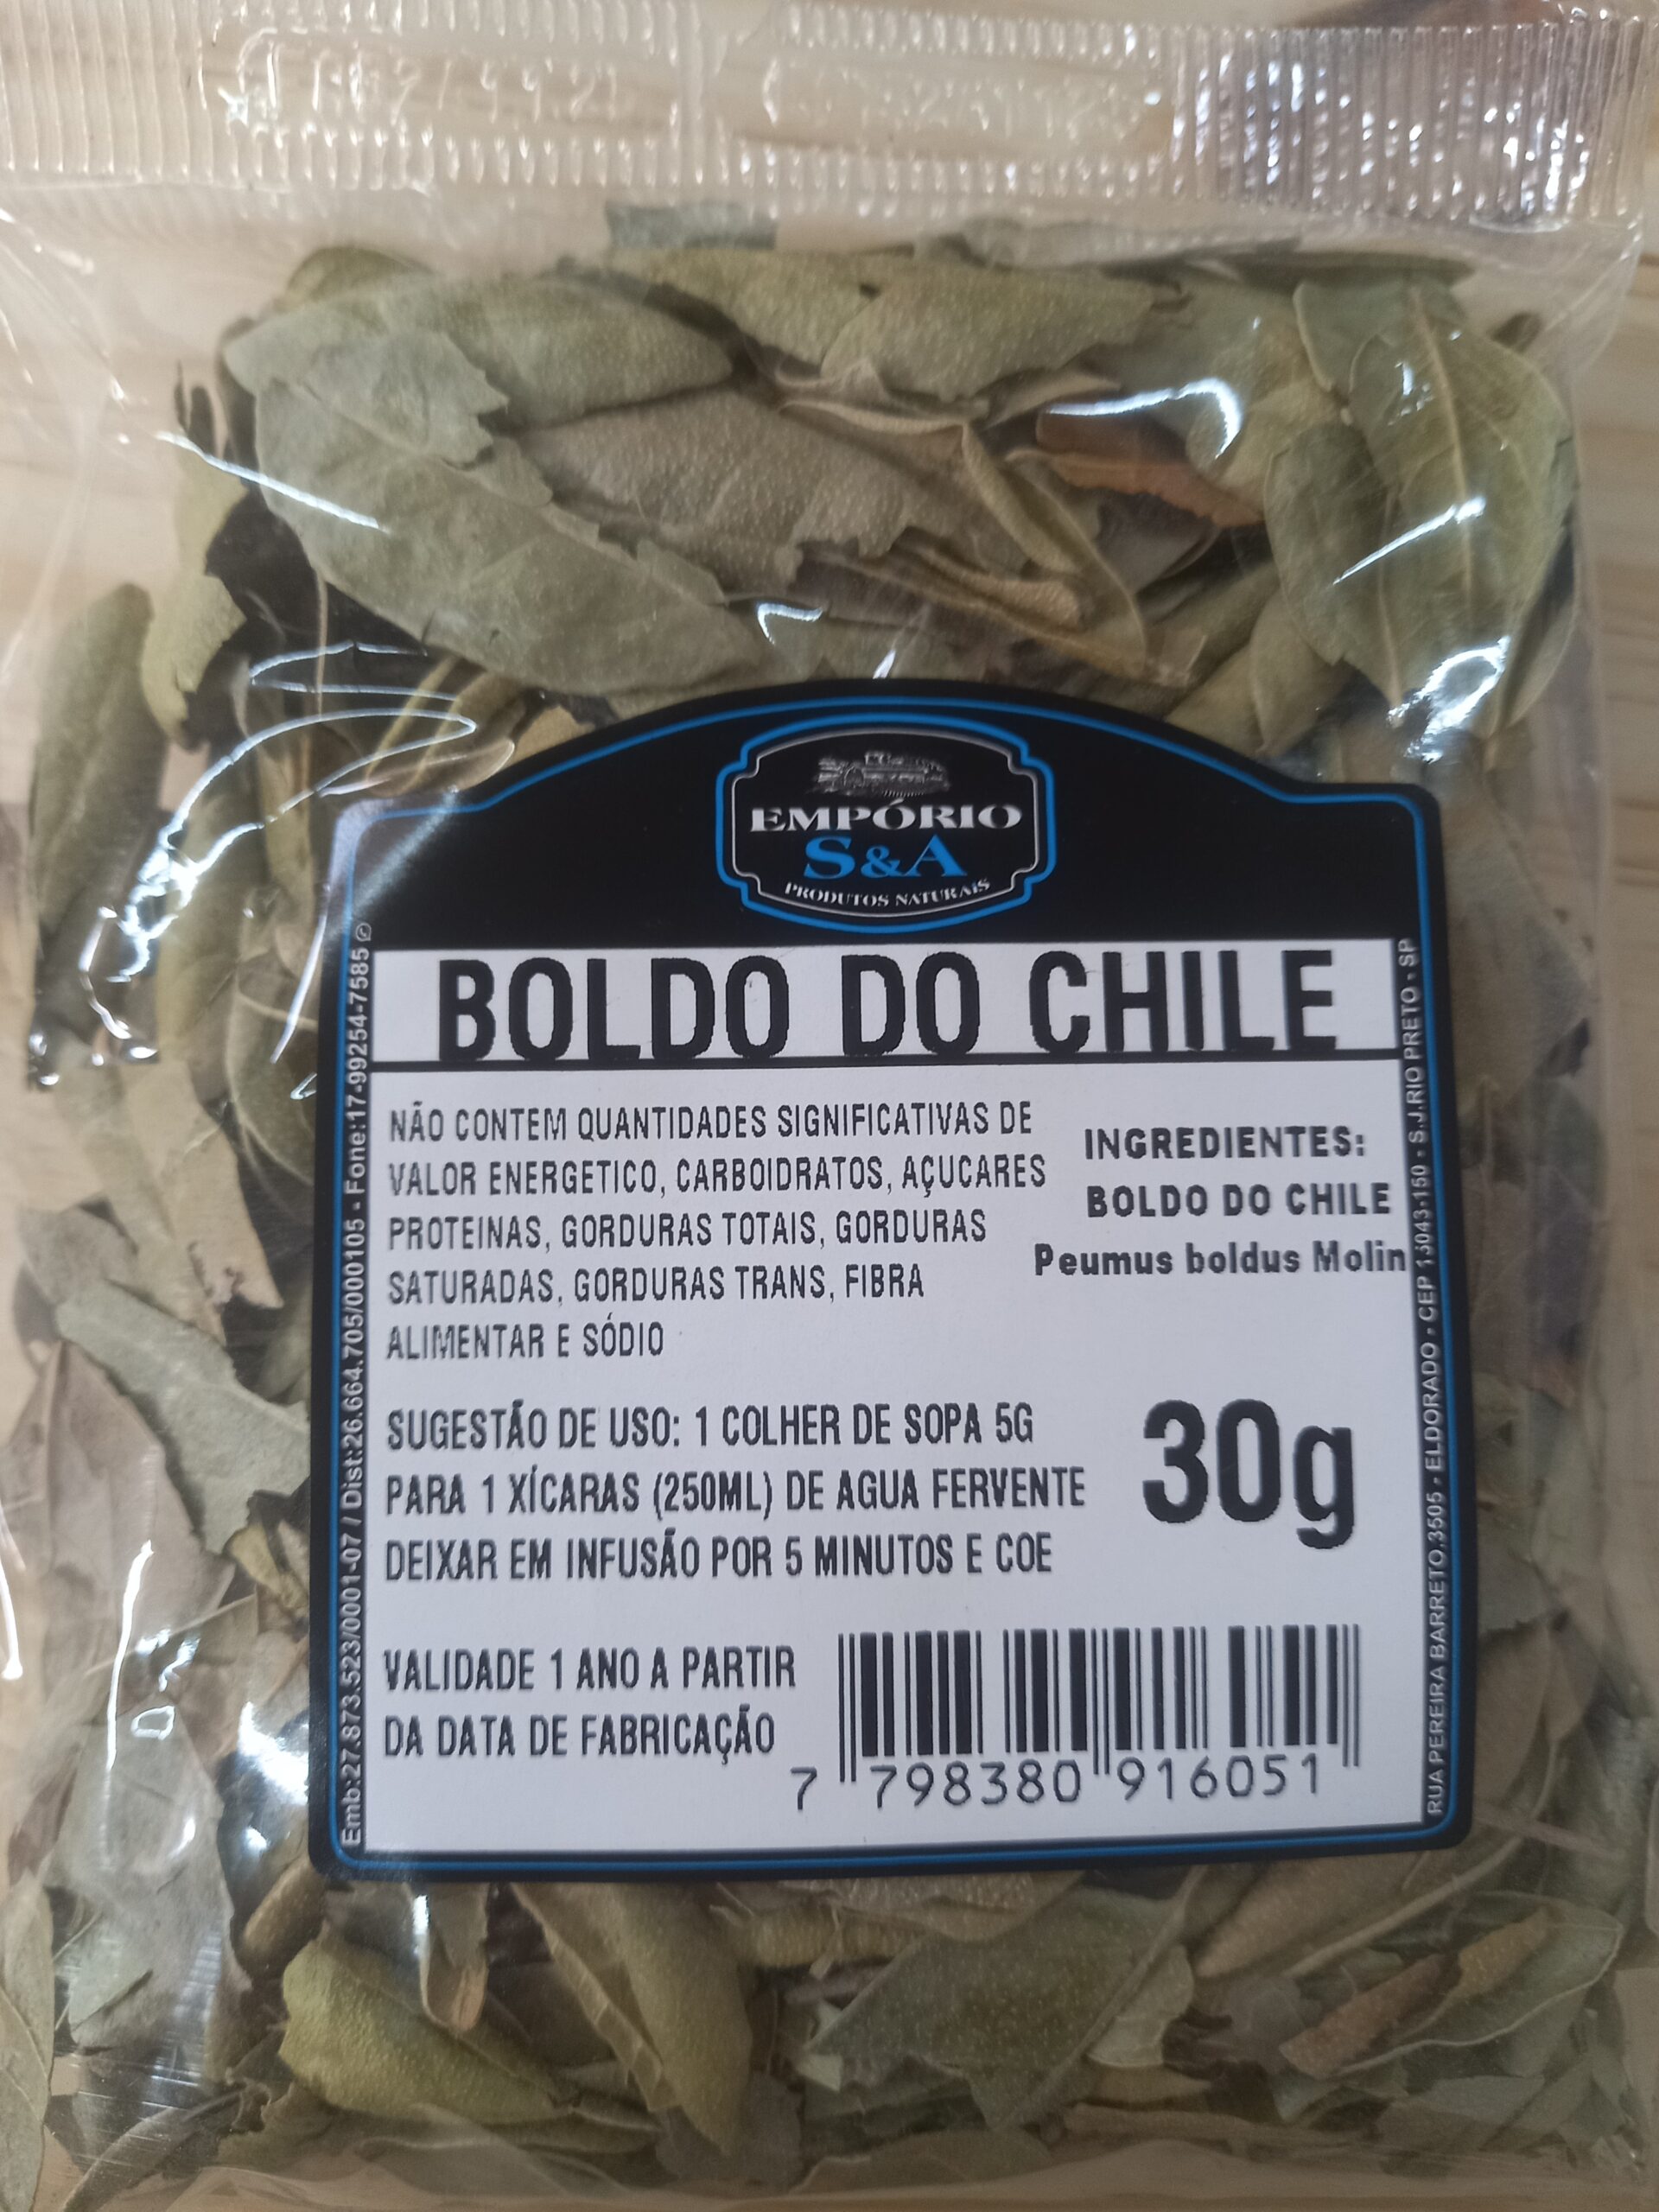 EMPÓRIO
S&A
PRODUTOS NATURAIS
BOLDO DO CHILE
NÃO CONTEM QUANTIDADES SIGNIFICATIVAS DE
VALOR ENERGETICO, CARBOIDRATOS, AÇUCARES
PROTEINAS, GORDURAS TOTAIS, GORDURAS
SATURADAS, GORDURAS TRANS, FIBRA
ALIMENTAR E SÓDIO
INGREDIENTES:
BOLDO DO CHILE
Peumus boldus Molin
SUGESTÃO DE USO: 1 COLHER DE SOPA 5G
PARA 1 XÍCARAS (250ML) DE AGUA FERVENTE
DEIXAR EM INFUSÃO POR 5 MINUTOS E COE
30g
VALIDADE 1 ANO A PARTIR
DA DATA DE FABRICAÇÃO
7 798380 916051
Emb:27.873.523/0001-07 / Dist:26.664.705/000105 - Fone:17-99254-7585
RUA PEREIRA BARRETO,3505 - ELDORADO - CEP 15043-150 - S.J.RIO PRETO - SP